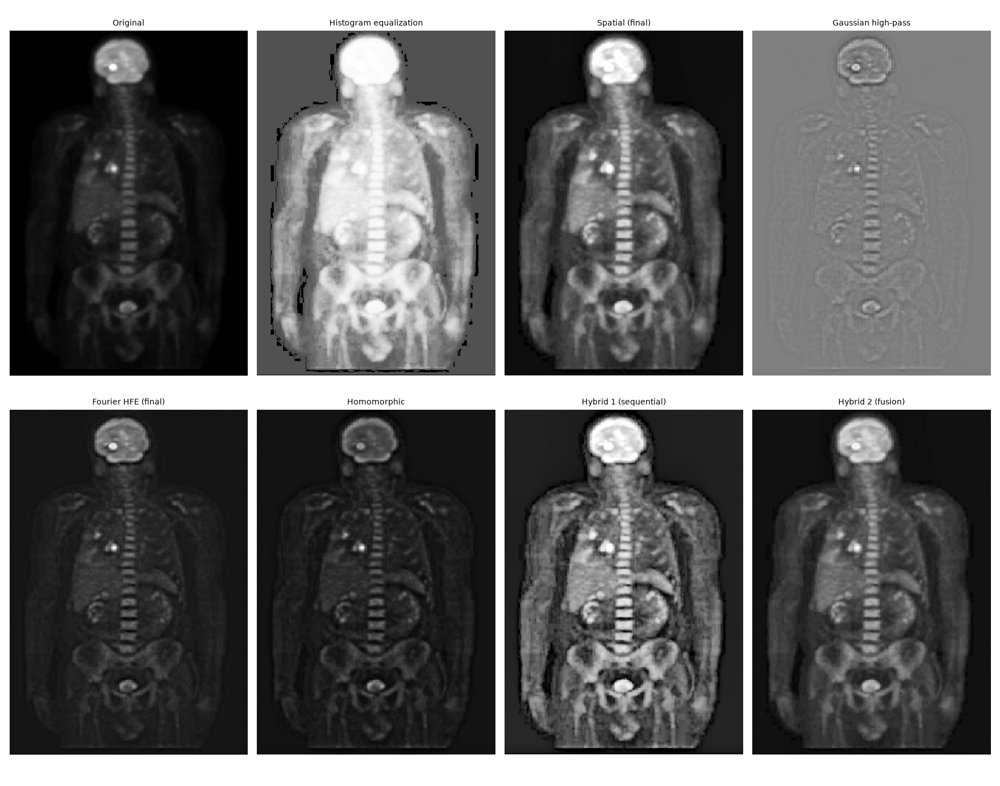 Original
Histogram equalization
Spatial (final)
Gaussian high-pass
Fourier HFE (final)
Homomorphic
Hybrid 1 (sequential)
Hybrid 2 (fusion)